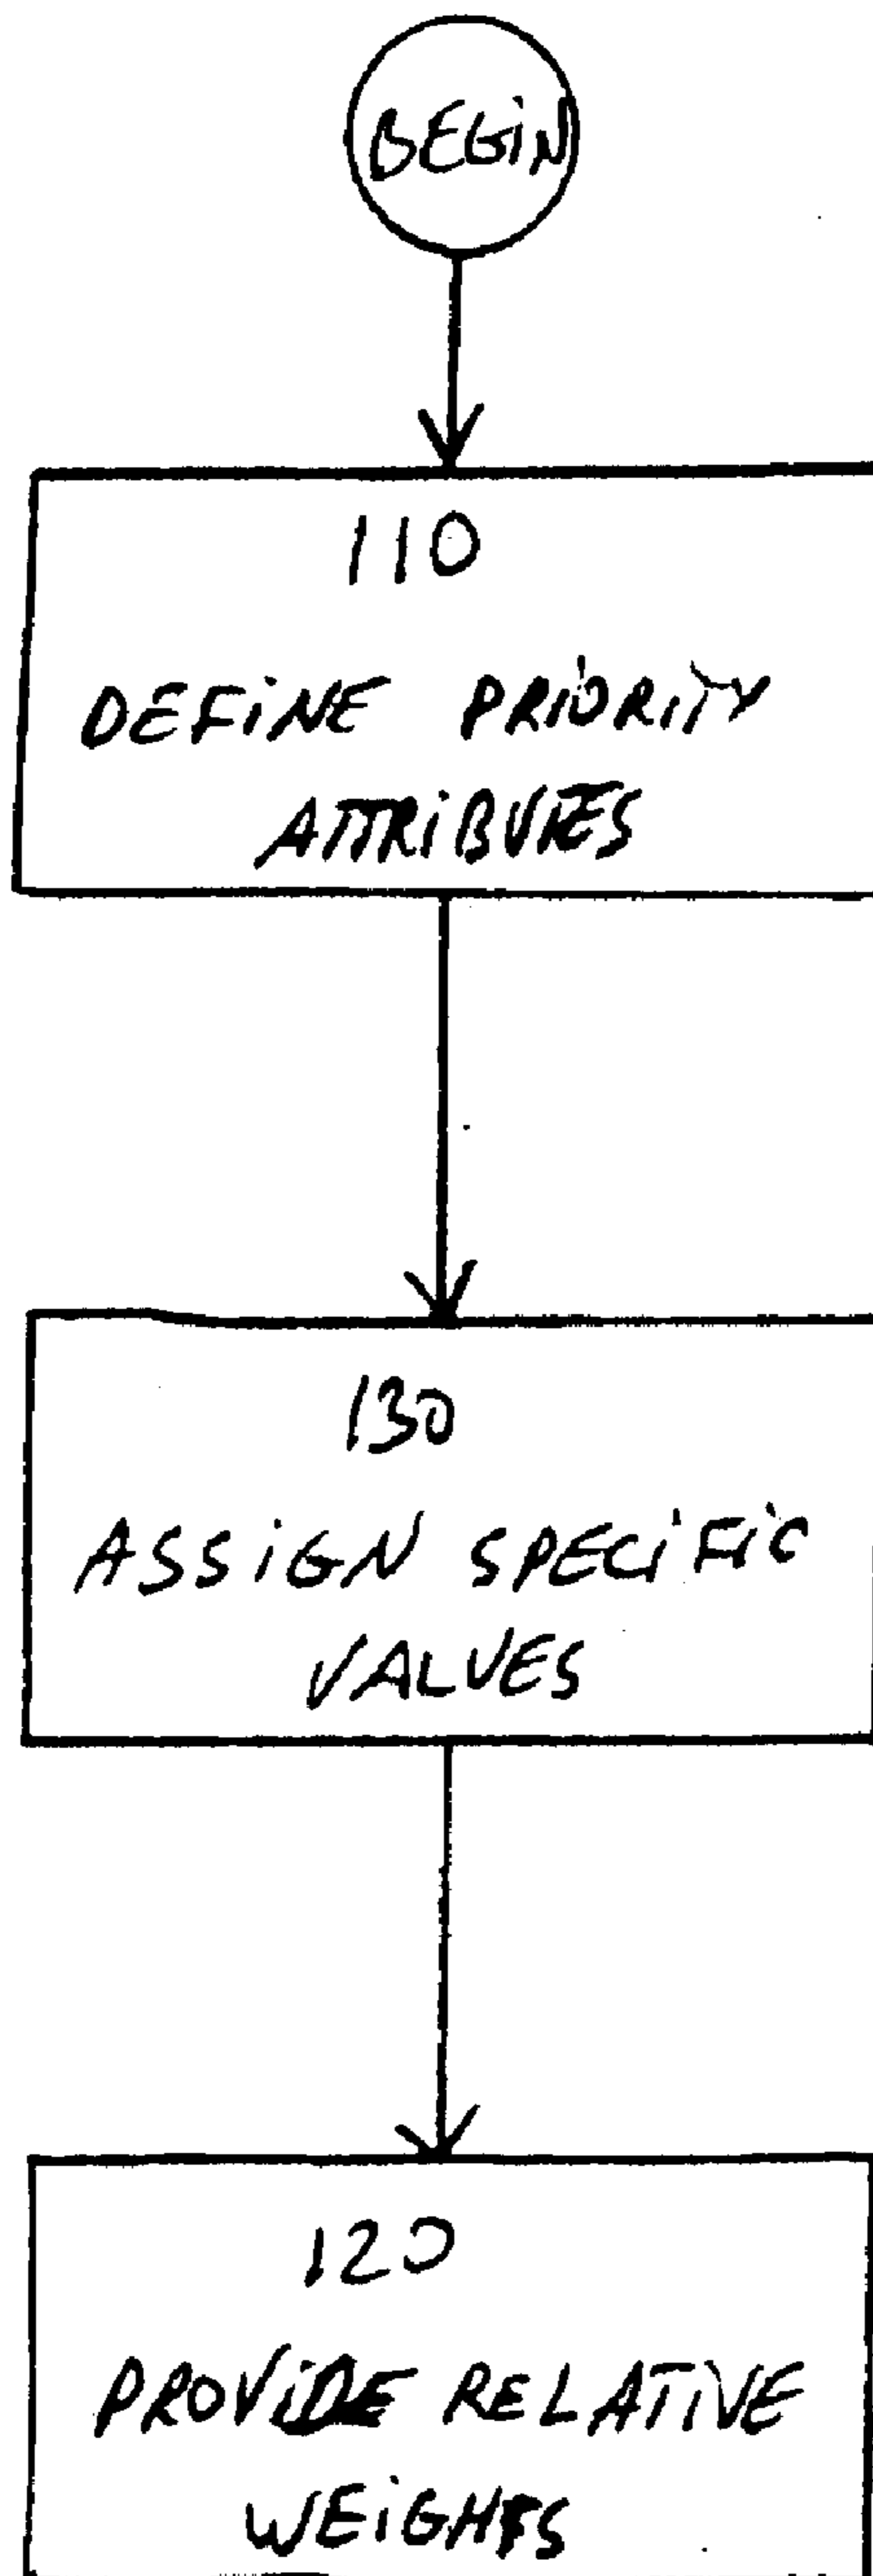 BEGIN
110
DEFINE PRIORITY
ATTRIBUTES
130
ASSIGN SPECIFIC
VALUES
120
PROVIDE RELATIVE
WEIGHTS